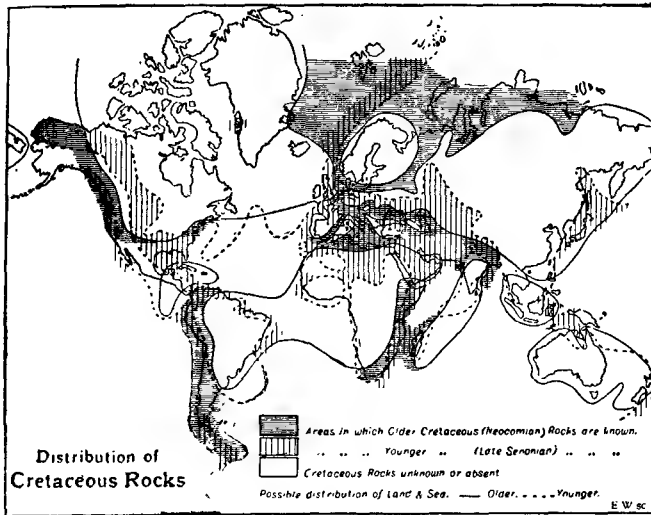 Distribution of
Cretaceous Rocks
Areas in which Older Cretaceous (Neocomian) Rocks are known.
,, ,, ,, Younger ,, (Late Senonian) ,, ,, ,,
Cretaceous Rocks unknown or absent
Possible distribution of Land & Sea. —— Older. - - - - Younger.
E W sc